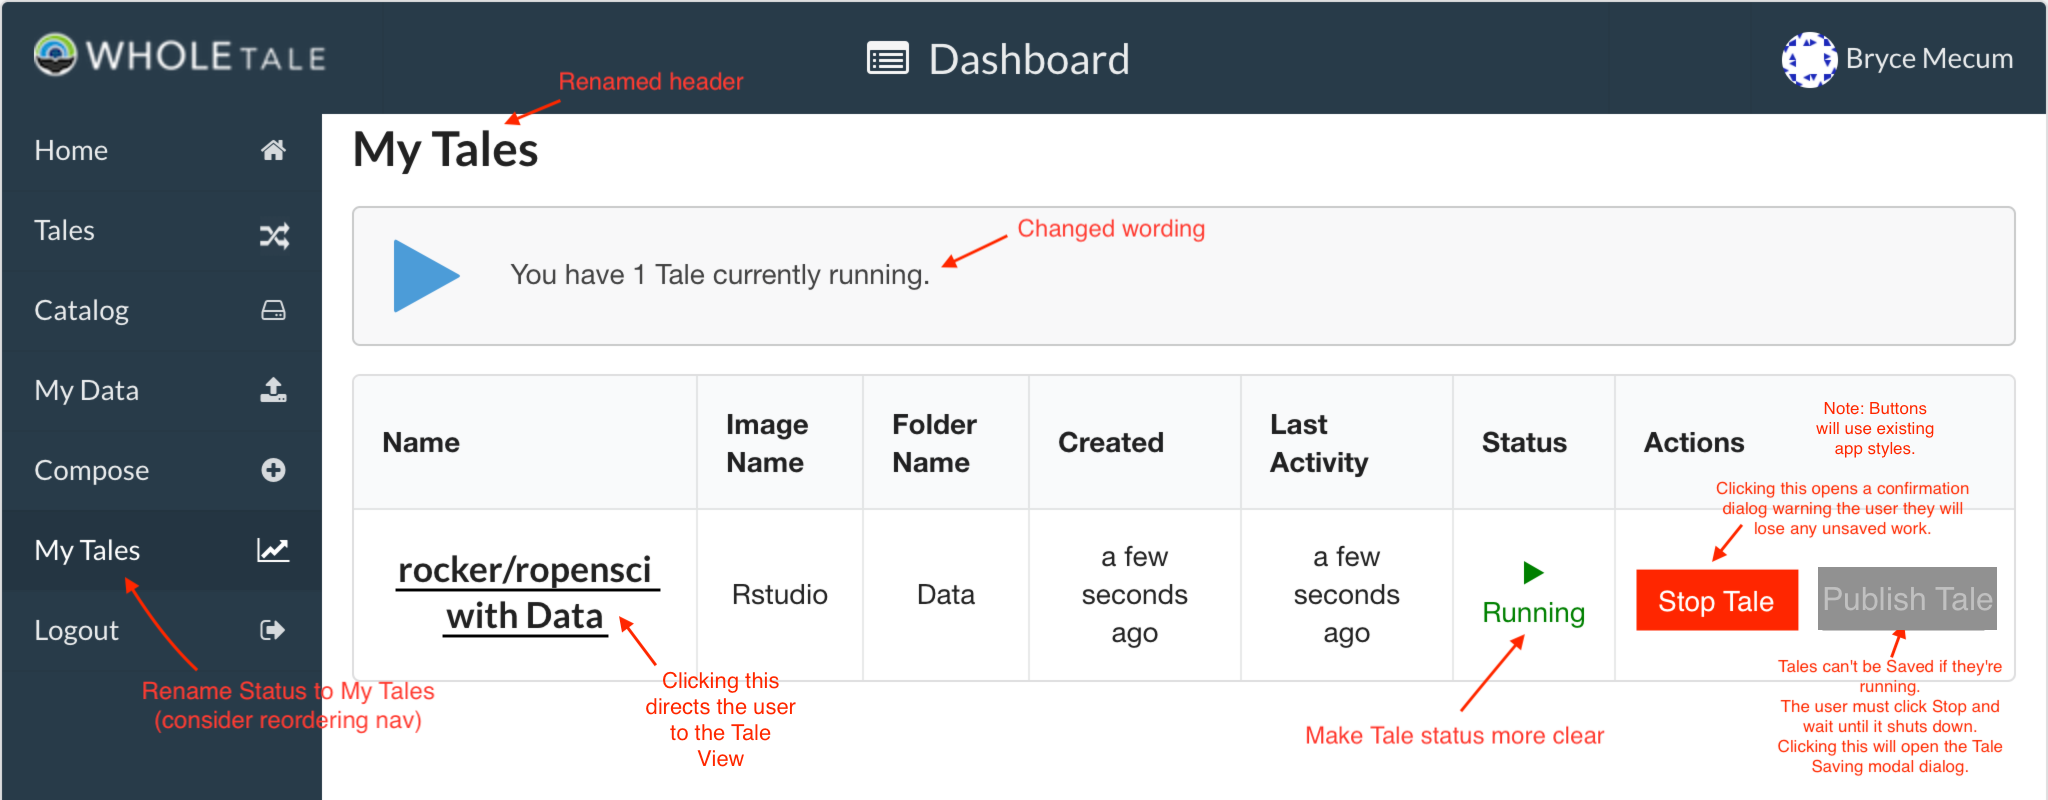 WHOLE TALE
Dashboard
Bryce Mecum
Renamed header
Home
Tales
Catalog
My Data
Compose
My Tales
Logout
Rename Status to My Tales
(consider reordering nav)
My Tales
You have 1 Tale currently running.
Changed wording
Name
Image
Name
Folder
Name
Created
Last
Activity
Status
Actions
Note: Buttons
will use existing
app styles.
Clicking this opens a confirmation
dialog warning the user they will
lose any unsaved work.
rocker/ropensci
with Data
Rstudio
Data
a few
seconds
ago
a few
seconds
ago
Running
Stop Tale
Publish Tale
Clicking this
directs the user
to the Tale
View
Make Tale status more clear
Tales can't be Saved if they're
running.
The user must click Stop and
wait until it shuts down.
Clicking this will open the Tale
Saving modal dialog.